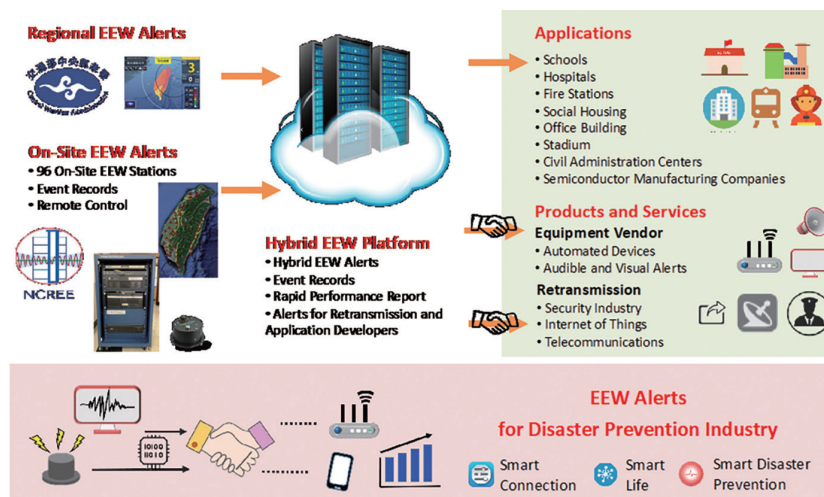 Regional EEW Alerts
3
On-Site EEW Alerts
• 96 On-Site EEW Stations
• Event Records
• Remote Control
NCREE
Hybrid EEW Platform
• Hybrid EEW Alerts
• Event Records
• Rapid Performance Report
• Alerts for Retransmission and
Application Developers
Applications
• Schools
• Hospitals
• Fire Stations
• Social Housing
• Office Building
• Stadium
• Civil Administration Centers
• Semiconductor Manufacturing Companies
Products and Services
Equipment Vendor
• Automated Devices
• Audible and Visual Alerts
Retransmission
• Security Industry
• Internet of Things
• Telecommunications
EEW Alerts
for Disaster Prevention Industry
Smart
Connection
Smart
Life
Smart Disaster
Prevention